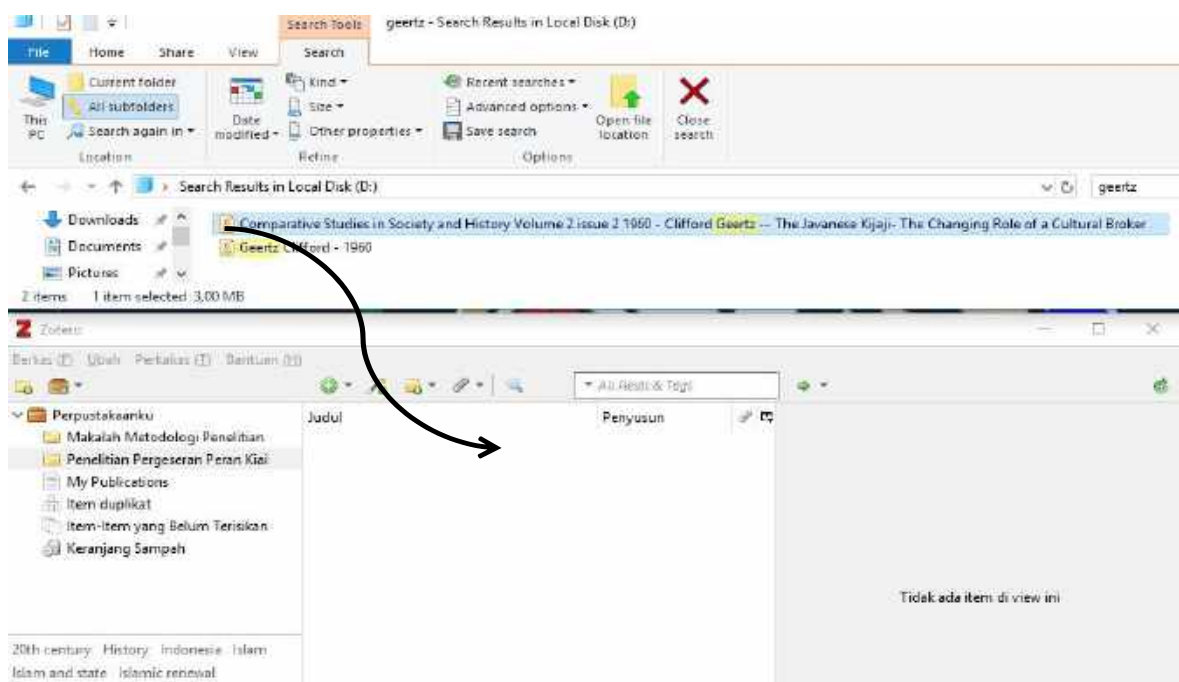 Search Tools geertz - Search Results in Local Disk (D:)
File Home Share View Search
Current folder
All subfolders
Search again in
This PC
Date modified
Kind
Size
Other properties
Recent searches
Advanced options
Save search
Open file location
Close search
Location Refine Options
Search Results in Local Disk (D:) geertz
Downloads
Comparative Studies in Society and History Volume 2 issue 2 1960 - Clifford Geertz -- The Javanese Kijaji- The Changing Role of a Cultural Broker
Documents
Geertz Clifford - 1960
Pictures
2 items 1 item selected 3,00 MB
Z Zotero
Berkas (F) Ubah Perkakas (T) Bantuan (H)
All Fields & Tags
Perpustakaanku
Judul Penyusun
Makalah Metodologi Penelitian
Penelitian Pergeseran Peran Kiai
My Publications
Item duplikat
Item-Item yang Belum Terisikan
Keranjang Sampah
Tidak ada item di view ini
20th century History Indonesia Islam
Islam and state Islamic renewal